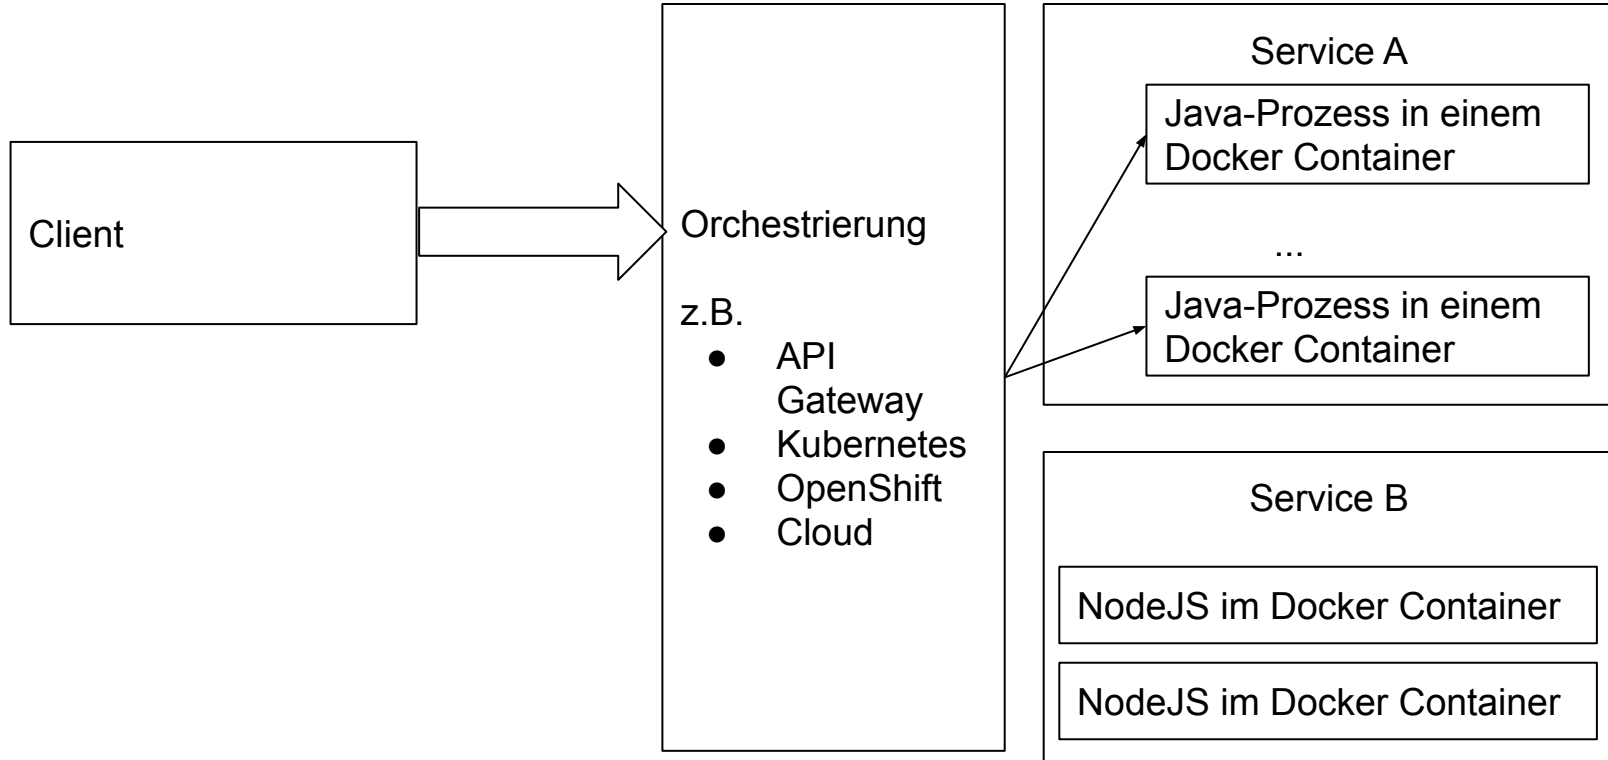 Client
Orchestrierung
z.B.
● API
Gateway
● Kubernetes
● OpenShift
● Cloud
Service A
Java-Prozess in einem
Docker Container
...
Java-Prozess in einem
Docker Container
Service B
NodeJS im Docker Container
NodeJS im Docker Container